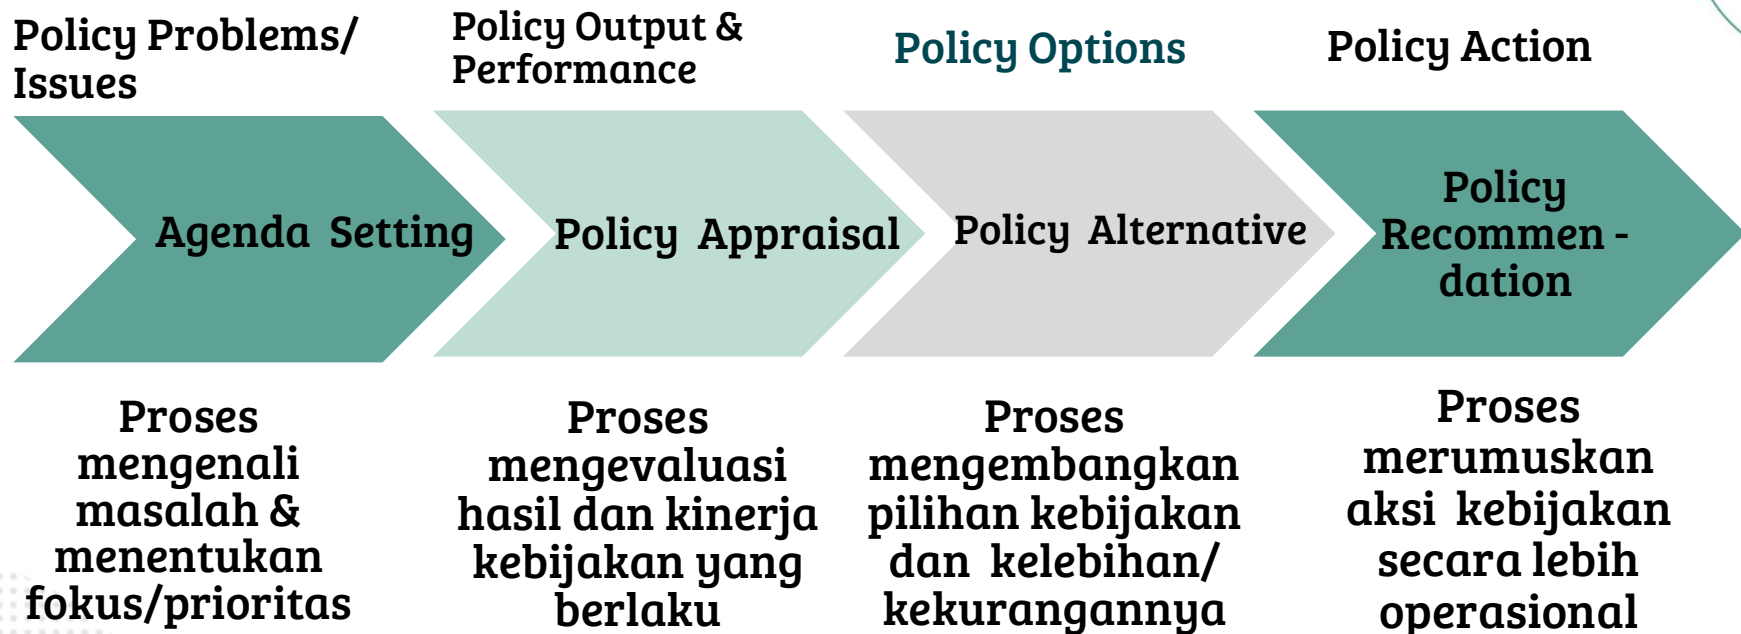 Policy Problems/
Issues
Policy Output &
Performance
Policy Options
Policy Action
Agenda Setting
Policy Appraisal
Policy Alternative
Policy
Recommen -
dation
Proses
mengenali
masalah &
menentukan
fokus/prioritas
Proses
mengevaluasi
hasil dan kinerja
kebijakan yang
berlaku
Proses
mengembangkan
pilihan kebijakan
dan kelebihan/
kekurangannya
Proses
merumuskan
aksi kebijakan
secara lebih
operasional